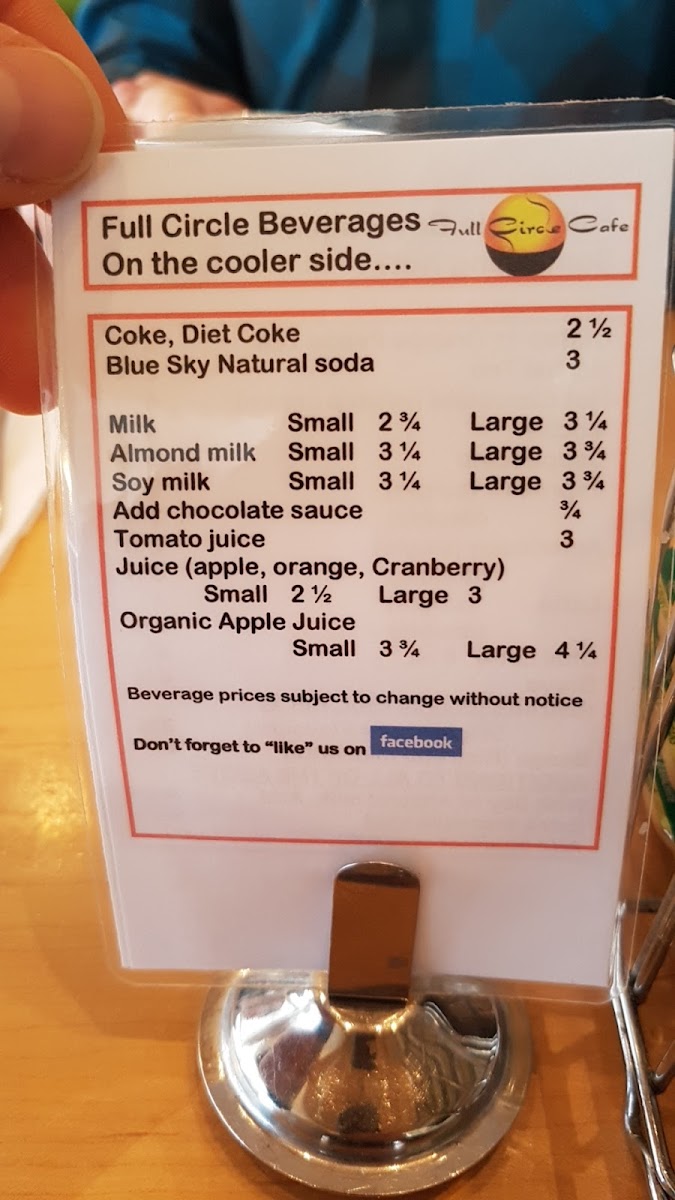 Full Circle Beverages
Full Circle Cafe
On the cooler side....
Coke, Diet Coke 2 ½
Blue Sky Natural soda 3
Milk Small 2 ¾ Large 3 ¼
Almond milk Small 3 ¼ Large 3 ¾
Soy milk Small 3 ¼ Large 3 ¾
Add chocolate sauce ¾
Tomato juice 3
Juice (apple, orange, Cranberry)
Small 2 ½ Large 3
Organic Apple Juice
Small 3 ¾ Large 4 ¼
Beverage prices subject to change without notice
Don't forget to “like” us on facebook